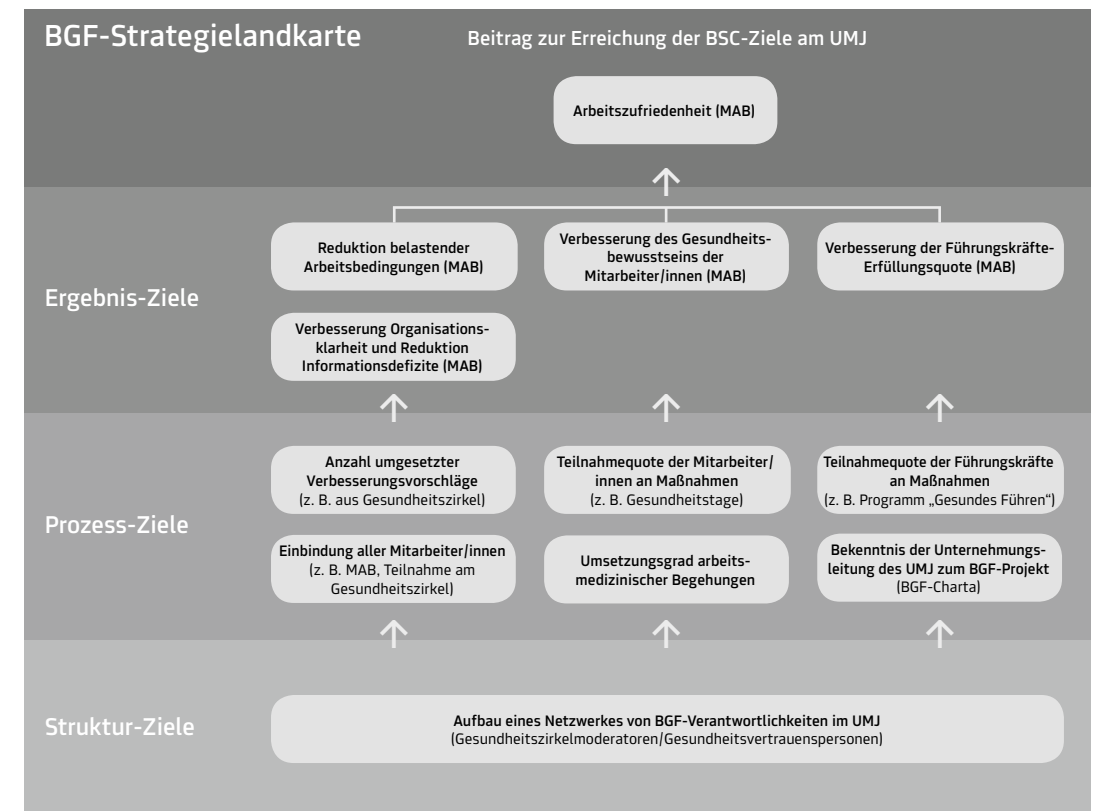 BGF-Strategielandkarte
Beitrag zur Erreichung der BSC-Ziele am UMJ
Arbeitszufriedenheit (MAB)
Ergebnis-Ziele
Reduktion belastender
Arbeitsbedingungen (MAB)
Verbesserung des Gesundheits-
bewusstseins der
Mitarbeiter/innen (MAB)
Verbesserung der Führungskräfte-
Erfüllungsquote (MAB)
Verbesserung Organisations-
klarheit und Reduktion
Informationsdefizite (MAB)
Prozess-Ziele
Anzahl umgesetzter
Verbesserungsvorschläge
(z. B. aus Gesundheitszirkel)
Teilnahmequote der Mitarbeiter/
innen an Maßnahmen
(z. B. Gesundheitstage)
Teilnahmequote der Führungskräfte
an Maßnahmen
(z. B. Programm „Gesundes Führen“)
Einbindung aller Mitarbeiter/innen
(z. B. MAB, Teilnahme am
Gesundheitszirkel)
Umsetzungsgrad arbeits-
medizinischer Begehungen
Bekenntnis der Unternehmungs-
leitung des UMJ zum BGF-Projekt
(BGF-Charta)
Struktur-Ziele
Aufbau eines Netzwerkes von BGF-Verantwortlichkeiten im UMJ
(Gesundheitszirkelmoderatoren/Gesundheitsvertrauenspersonen)